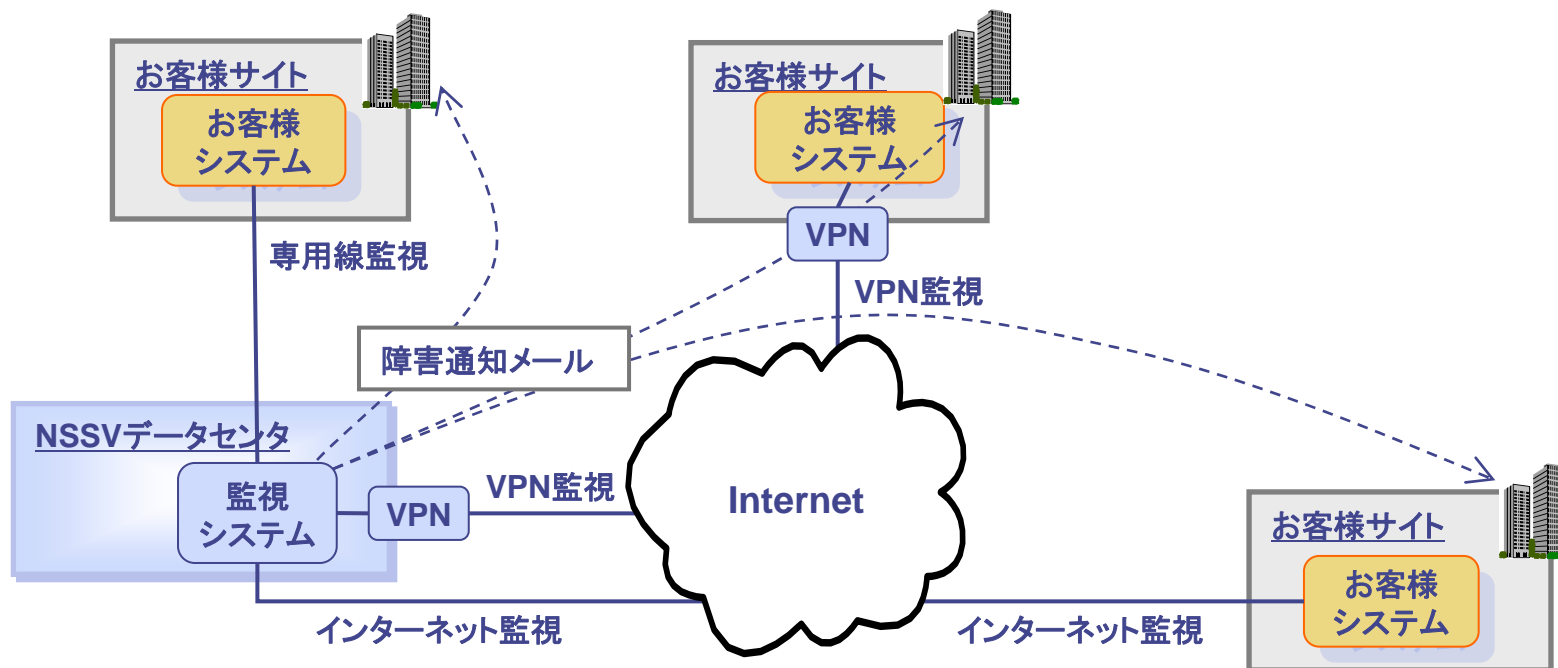 お客様サイト
お客様
システム
お客様サイト
お客様
システム
VPN
専用線監視
VPN監視
障害通知メール
NSSVデータセンタ
監視
システム
VPN
VPN監視
Internet
お客様サイト
お客様
システム
インターネット監視
インターネット監視